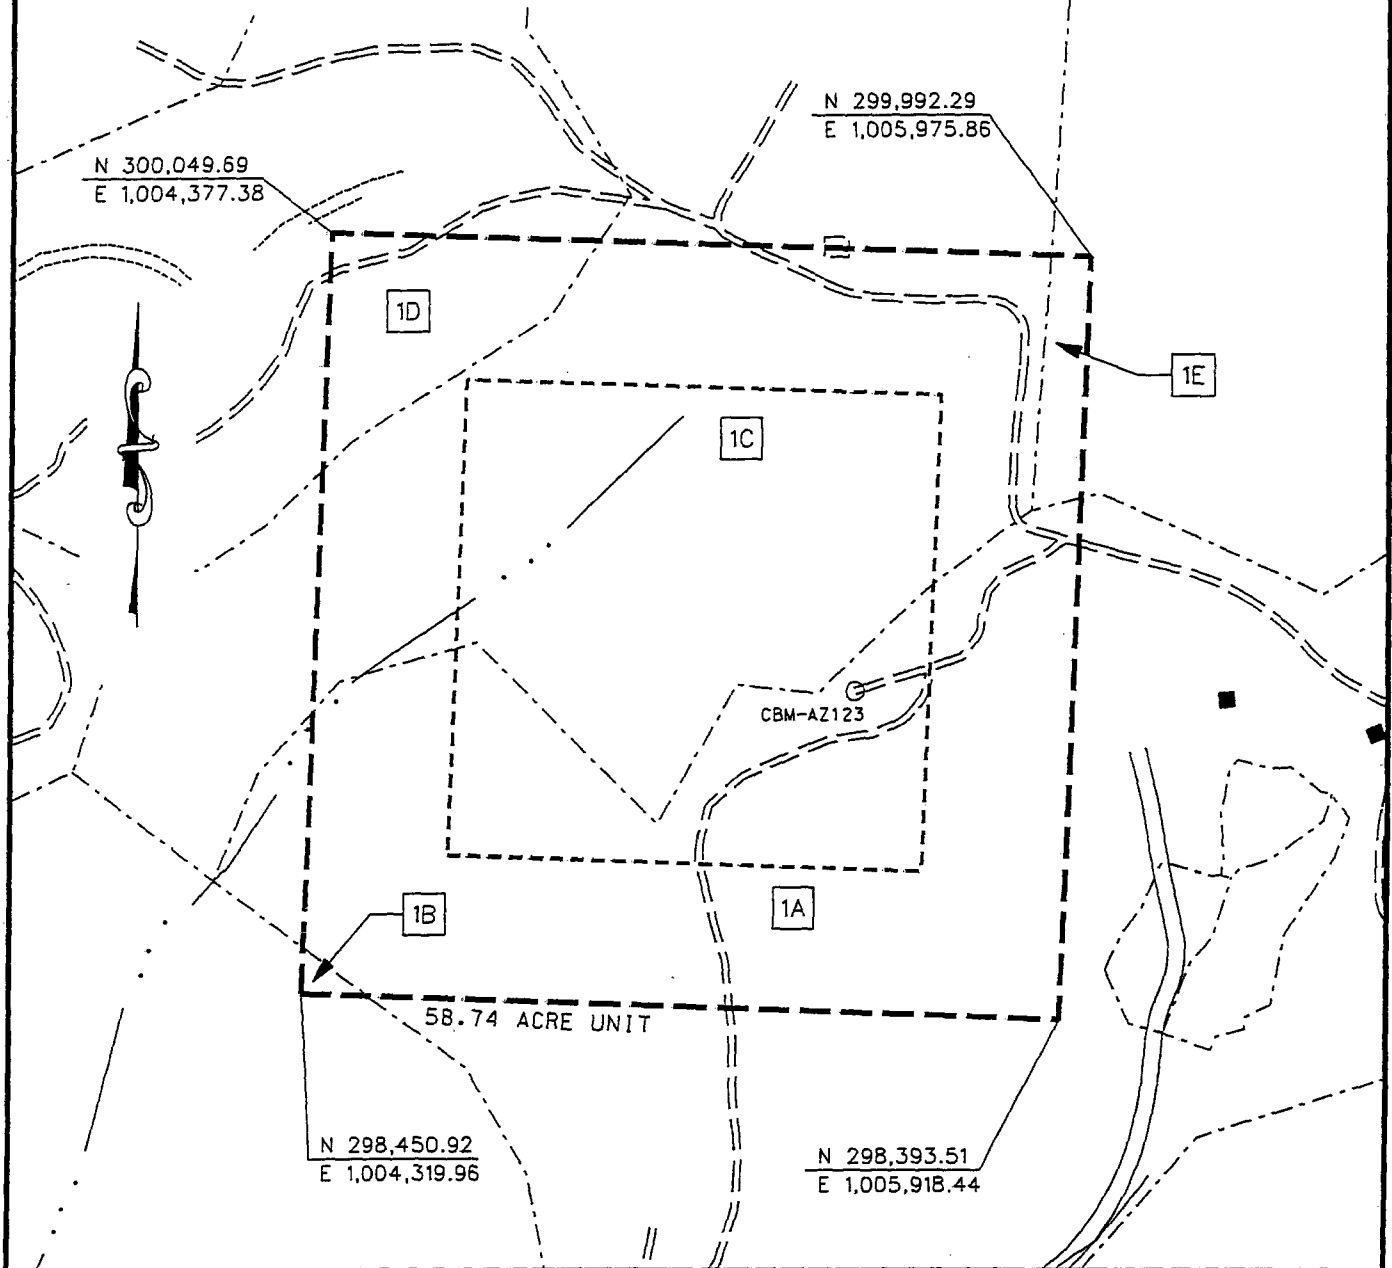 N 299,992.29
E 1,005,975.86
N 300,049.69
E 1,004,377.38
1D
1E
1C
CBM-AZ123
1B
1A
58.74 ACRE UNIT
N 298,450.92
E 1,004,319.96
N 298,393.51
E 1,005,918.44